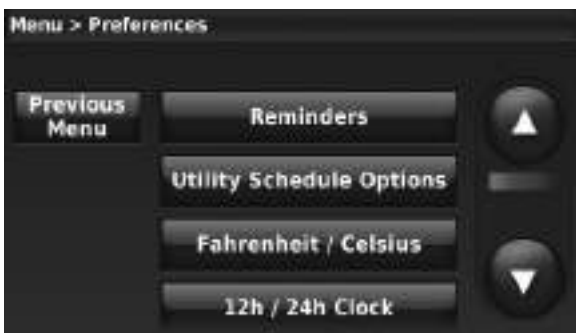 Menu > Preferences
Previous
Menu
Reminders
Utility Schedule Options
Fahrenheit / Celsius
12h / 24h Clock